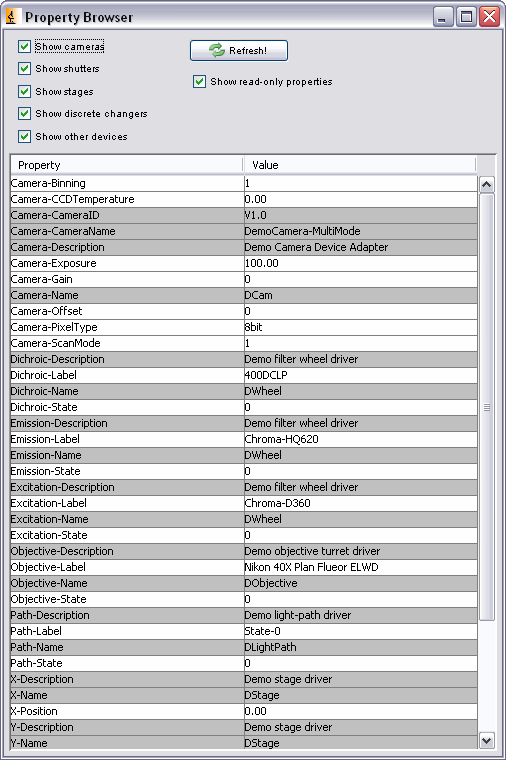 Property Browser
Show cameras
Refresh!
Show shutters
Show read-only properties
Show stages
Show discrete changers
Show other devices
Property Value
Camera-Binning 1
Camera-CCDTemperature 0.00
Camera-CameraID V1.0
Camera-CameraName DemoCamera-MultiMode
Camera-Description Demo Camera Device Adapter
Camera-Exposure 100.00
Camera-Gain 0
Camera-Name DCam
Camera-Offset 0
Camera-PixelType 8bit
Camera-ScanMode 1
Dichroic-Description Demo filter wheel driver
Dichroic-Label 400DCLP
Dichroic-Name DWheel
Dichroic-State 0
Emission-Description Demo filter wheel driver
Emission-Label Chroma-HQ620
Emission-Name DWheel
Emission-State 0
Excitation-Description Demo filter wheel driver
Excitation-Label Chroma-D360
Excitation-Name DWheel
Excitation-State 0
Objective-Description Demo objective turret driver
Objective-Label Nikon 40X Plan Flueor ELWD
Objective-Name DObjective
Objective-State 0
Path-Description Demo light-path driver
Path-Label State-0
Path-Name DLightPath
Path-State 0
X-Description Demo stage driver
X-Name DStage
X-Position 0.00
Y-Description Demo stage driver
Y-Name DStage